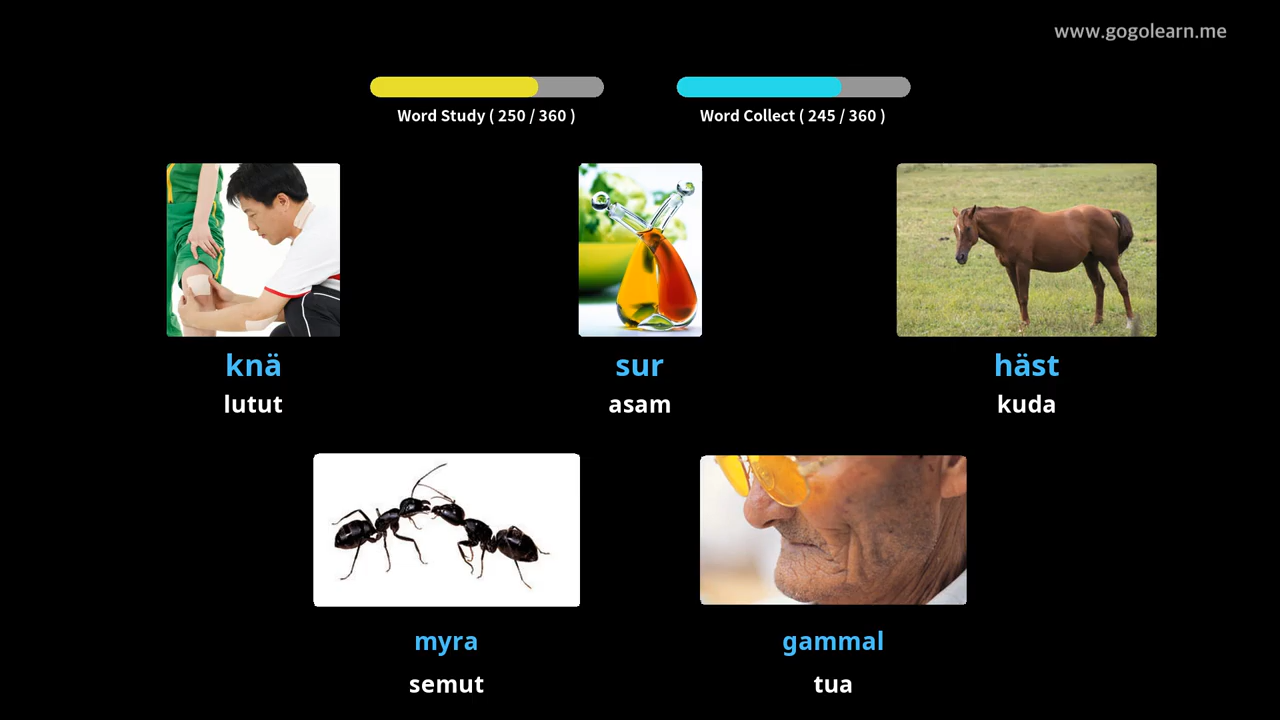 www.gogolearn.me
Word Study ( 250 / 360 )
Word Collect ( 245 / 360 )
knä
lutut
sur
asam
häst
kuda
myra
semut
gammal
tua